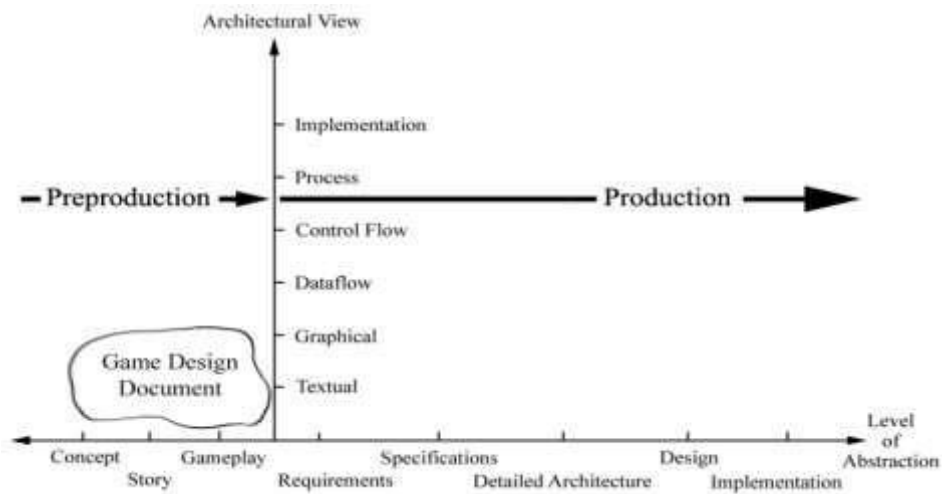 Architectural View
Implementation
Process
Preproduction
Production
Control Flow
Dataflow
Graphical
Game Design
Document
Textual
Level
of
Abstraction
Concept
Gameplay
Specifications
Design
Story
Requirements
Detailed Architecture
Implementation